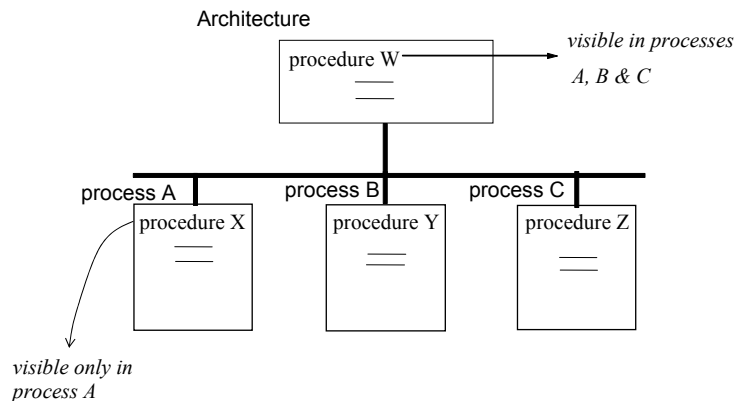 Architecture
procedure W
visible in processes
A, B & C
process A
process B
process C
procedure X
procedure Y
procedure Z
visible only in
process A